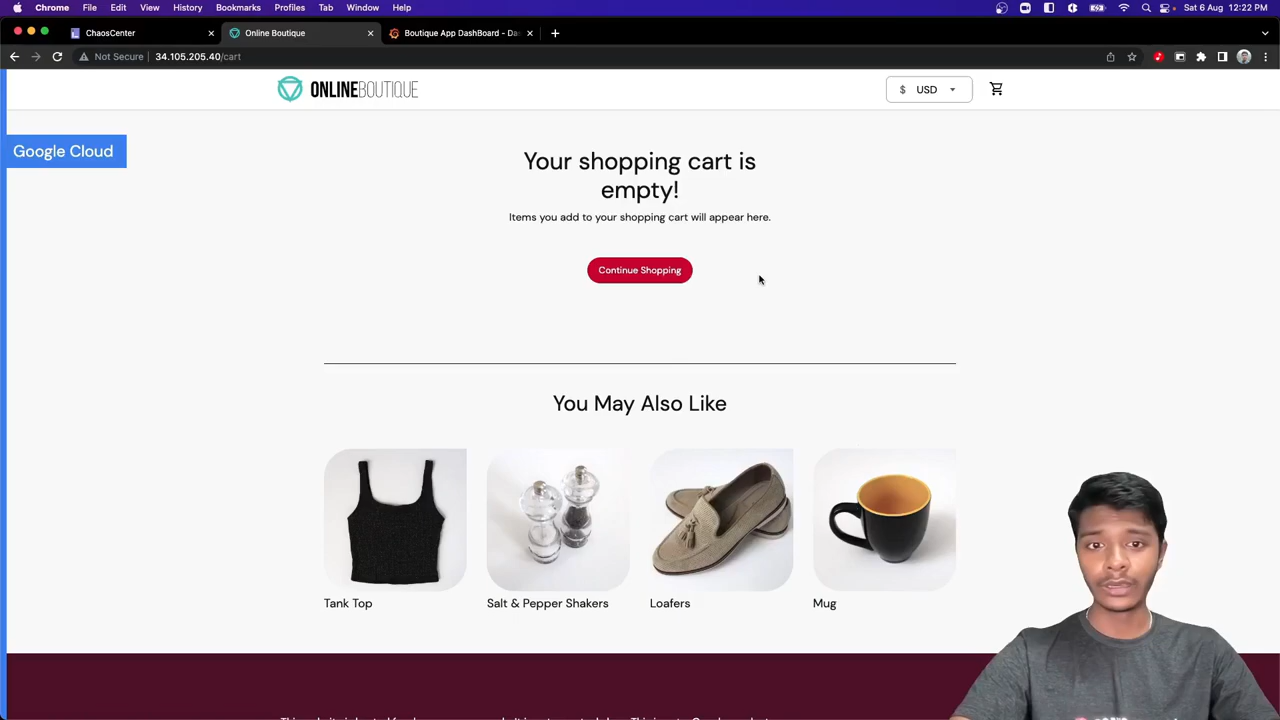 Chrome File Edit View History Bookmarks Profiles Tab Window Help Sat 6 Aug 12:22 PM
ChaosCenter Online Boutique Boutique App DashBoard - Da
Not Secure 34.105.205.40/cart
ONLINEBOUTIQUE $ USD
Google Cloud
Your shopping cart is
empty!
Items you add to your shopping cart will appear here.
Continue Shopping
You May Also Like
Tank Top Salt & Pepper Shakers Loafers Mug